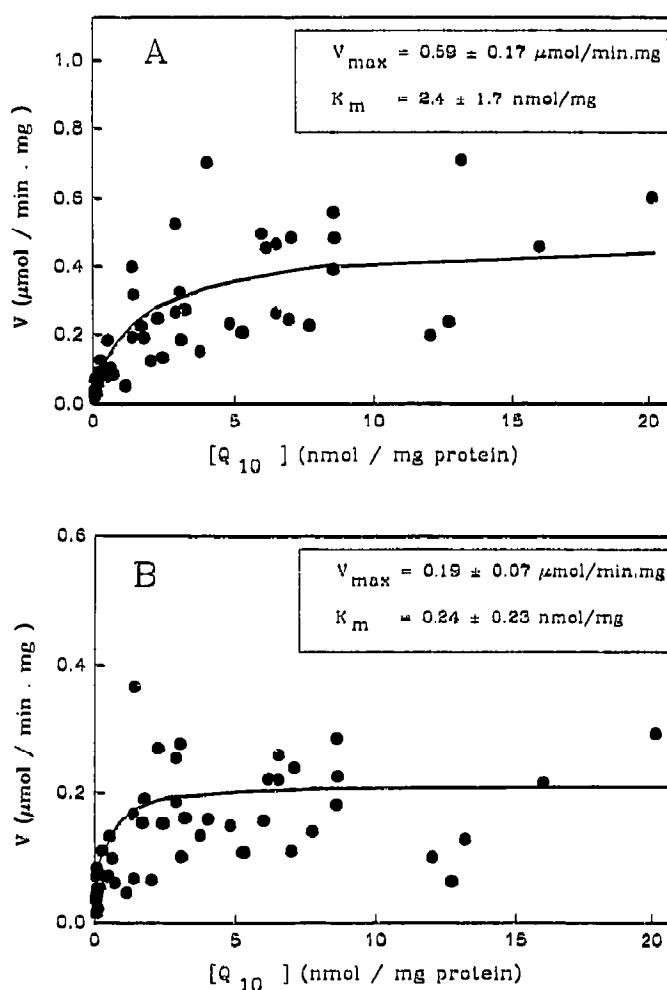 A
V max = 0.59 ± 0.17 μmol/min.mg
K m = 2.4 ± 1.7 nmol/mg
1.0
0.8
0.6
0.4
0.2
0.0
V (μmol / min . mg )
0 5 10 15 20
[Q 10 ] (nmol / mg protein)
B
V max = 0.19 ± 0.07 μmol/min.mg
K m = 0.24 ± 0.23 nmol/mg
0.6
0.4
0.2
0.0
V (μmol / min . mg )
0 5 10 15 20
[Q 10 ] (nmol / mg protein)